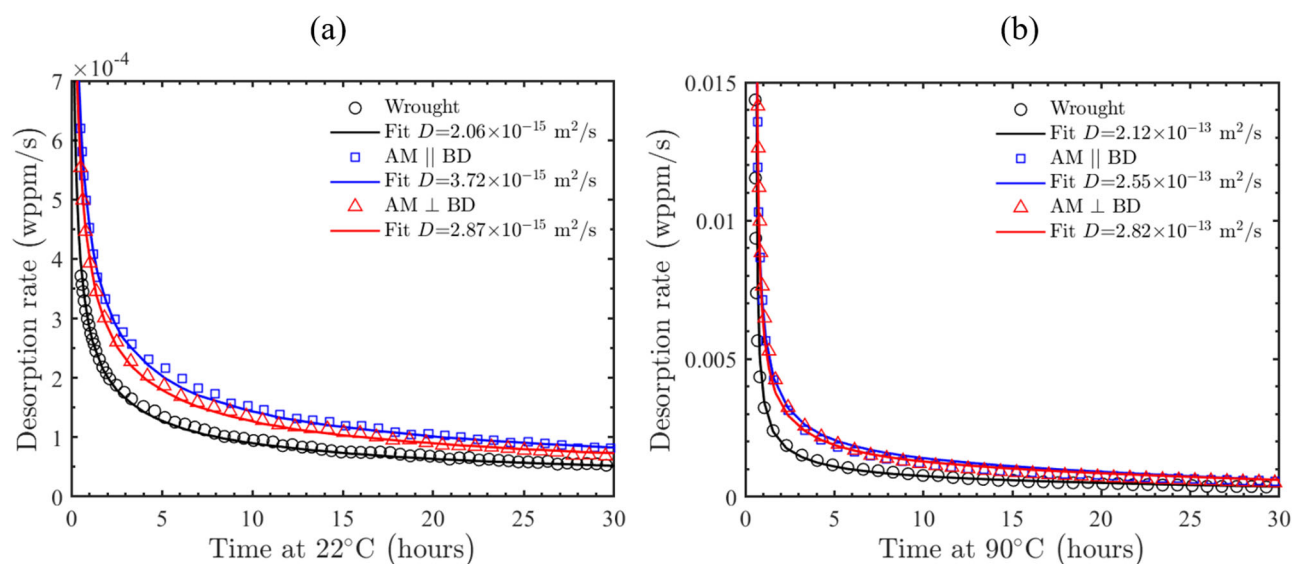 (a)
×10⁻⁴
7
6
5
4
3
2
1
0
Desorption rate (wppm/s)
Wrought
Fit D=2.06×10⁻¹⁵ m²/s
AM || BD
Fit D=3.72×10⁻¹⁵ m²/s
AM ⊥ BD
Fit D=2.87×10⁻¹⁵ m²/s
0 5 10 15 20 25 30
Time at 22°C (hours)
(b)
0.015
0.01
0.005
0
Desorption rate (wppm/s)
Wrought
Fit D=2.12×10⁻¹³ m²/s
AM || BD
Fit D=2.55×10⁻¹³ m²/s
AM ⊥ BD
Fit D=2.82×10⁻¹³ m²/s
0 5 10 15 20 25 30
Time at 90°C (hours)